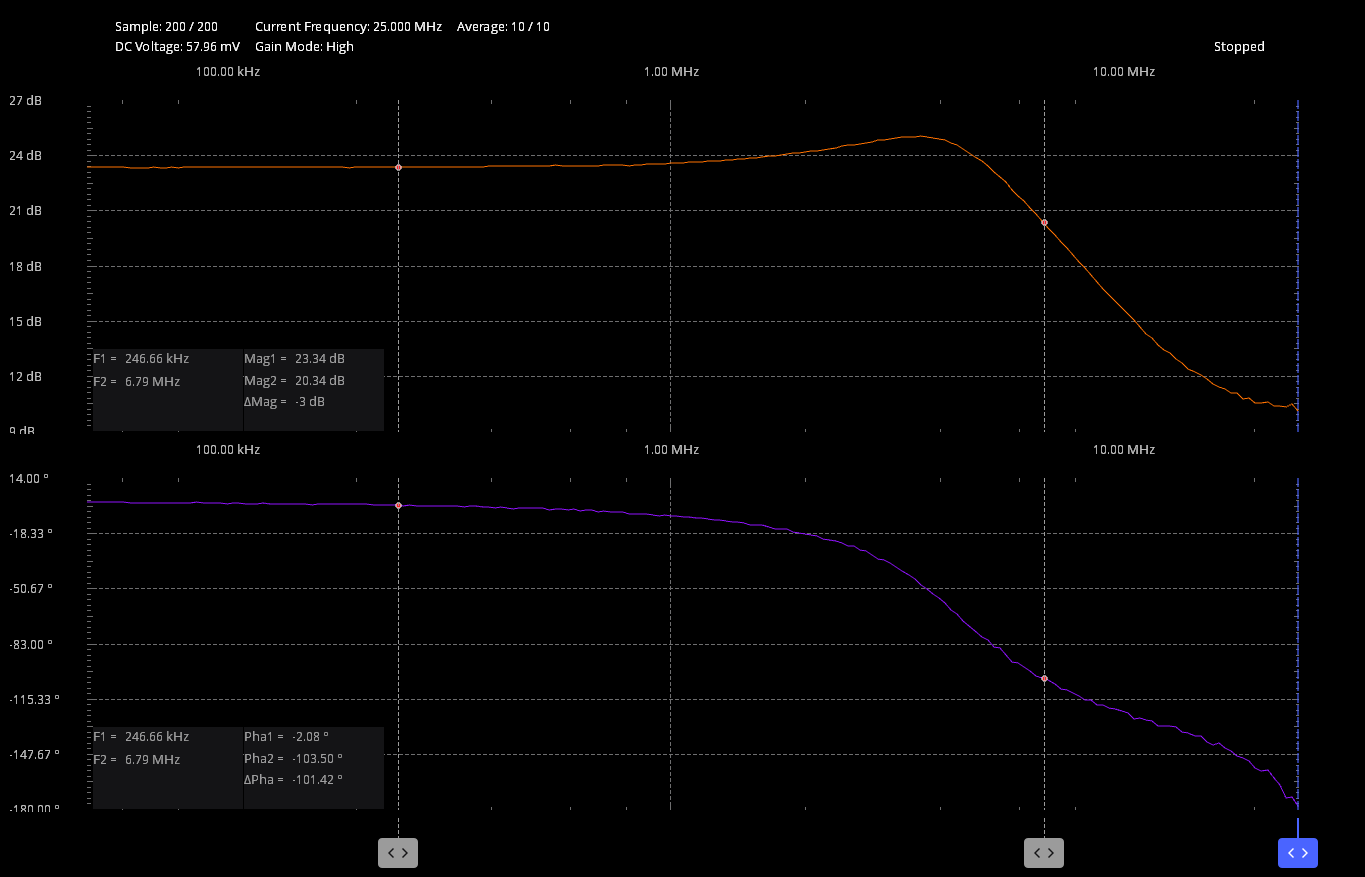 Sample: 200 / 200 Current Frequency: 25.000 MHz Average: 10 / 10
DC Voltage: 57.96 mV Gain Mode: High Stopped
100.00 kHz 1.00 MHz 10.00 MHz
27 dB
24 dB
21 dB
18 dB
15 dB
F1 = 246.66 kHz Mag1 = 23.34 dB
12 dB
F2 = 6.79 MHz Mag2 = 20.34 dB
ΔMag = -3 dB
9 dB
100.00 kHz 1.00 MHz 10.00 MHz
14.00 °
-18.33 °
-50.67 °
-83.00 °
-115.33 °
F1 = 246.66 kHz Pha1 = -2.08 °
-147.67 °
F2 = 6.79 MHz Pha2 = -103.50 °
ΔPha = -101.42 °
-180.00 °